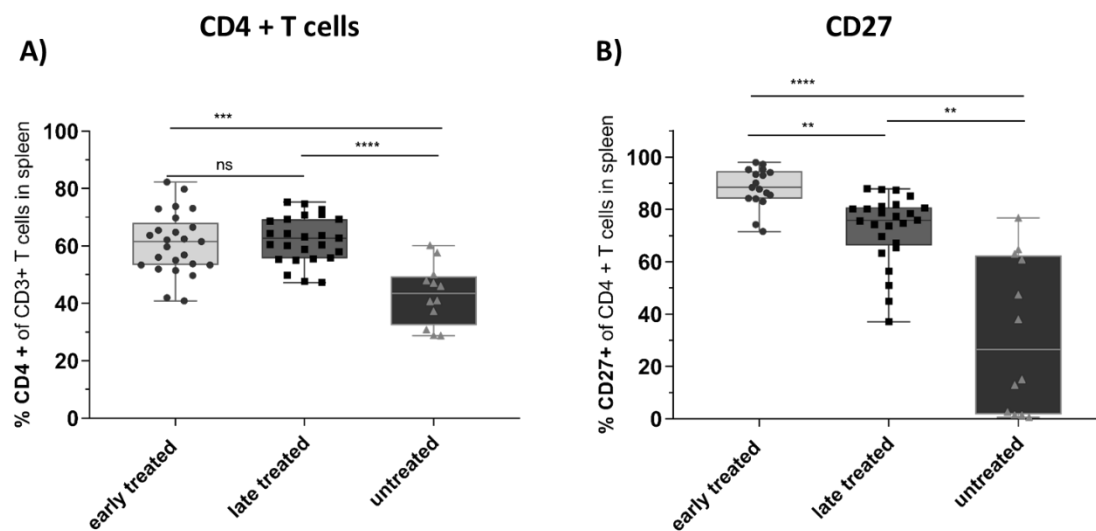 A)
CD4 + T cells
***
ns
****
% CD4 + of CD3+ T cells in spleen
100
80
60
40
20
0
early treated
late treated
untreated
B)
CD27
****
**
**
% CD27+ of CD4 + T cells in spleen
100
80
60
40
20
0
early treated
late treated
untreated